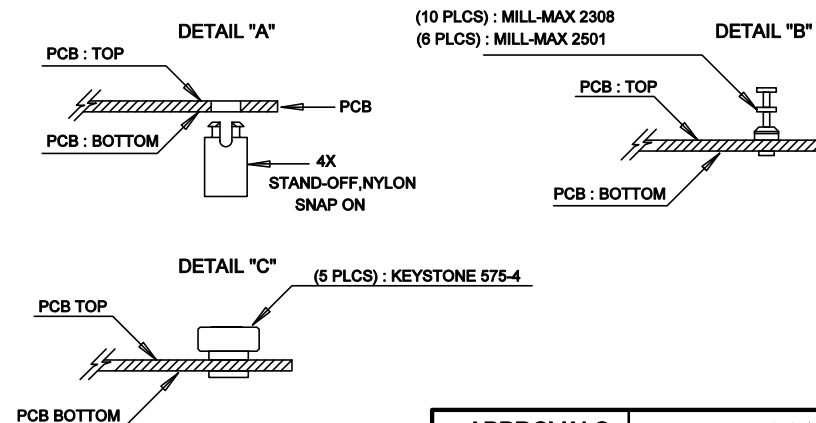 DETAIL "A"
PCB : TOP
PCB
PCB : BOTTOM
4X
STAND-OFF,NYLON
SNAP ON
(10 PLCS) : MILL-MAX 2308
(6 PLCS) : MILL-MAX 2501
DETAIL "B"
PCB : TOP
PCB : BOTTOM
DETAIL "C"
(5 PLCS) : KEYSTONE 575-4
PCB TOP
PCB BOTTOM